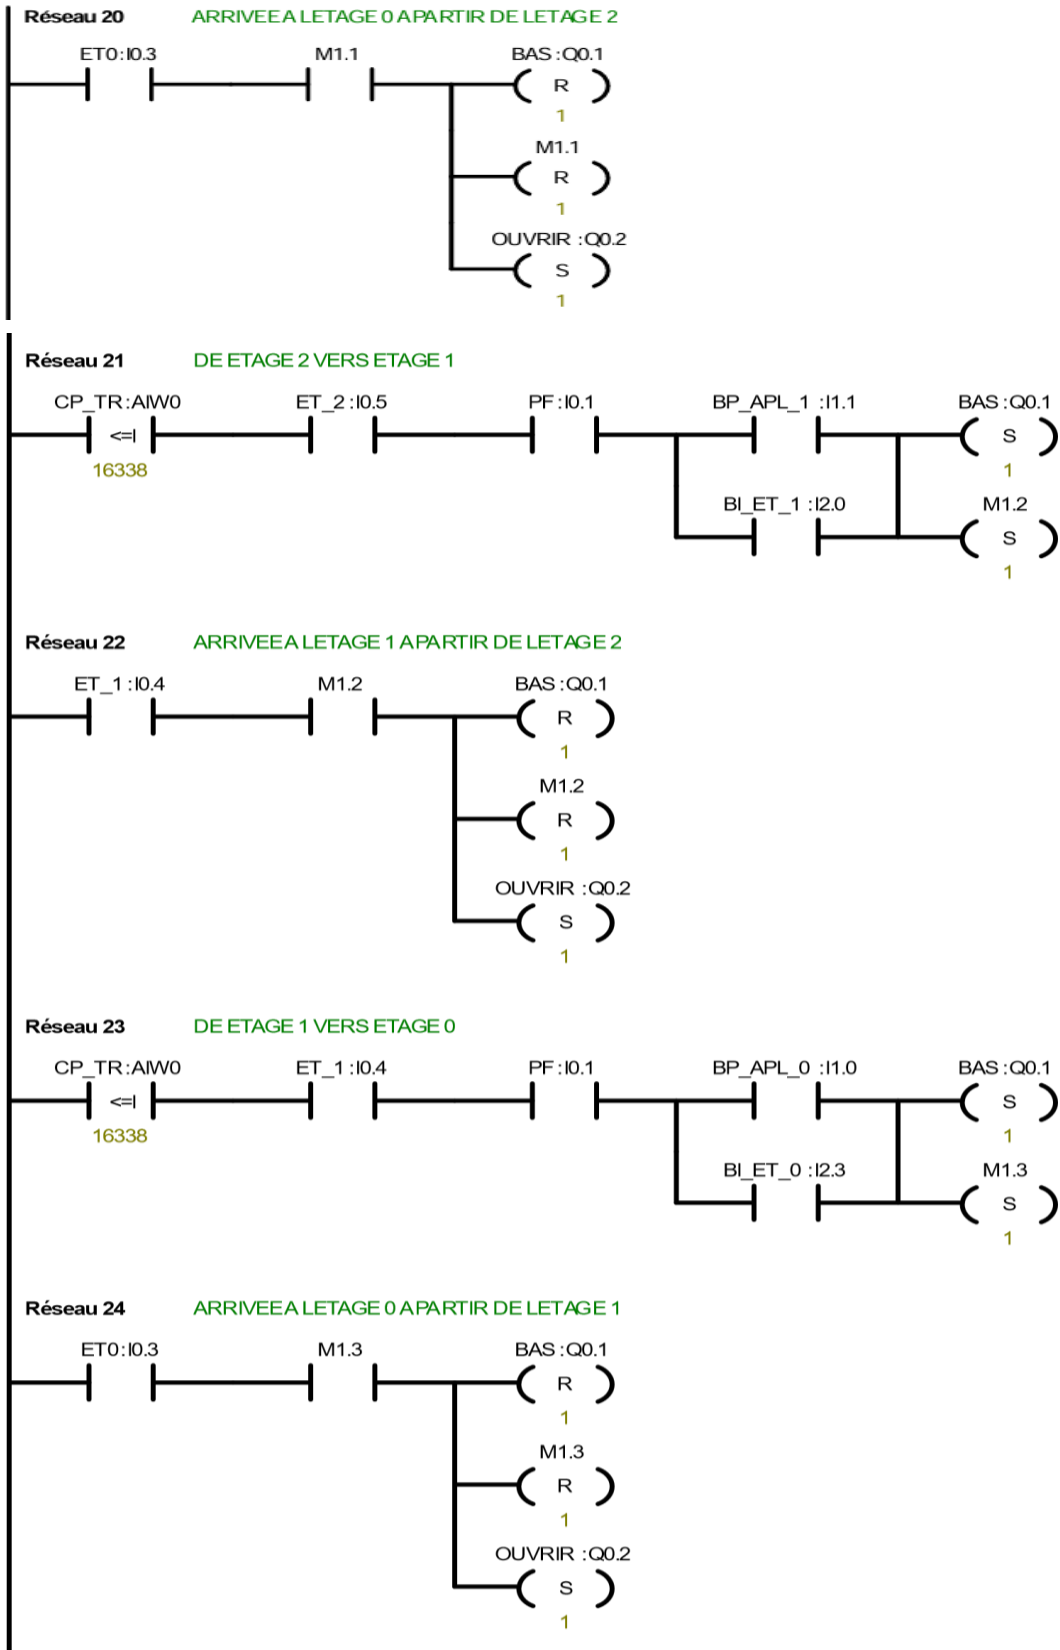 Réseau 20 ARRIVEE A LETAGE 0 A PARTIR DE LETAGE 2
ET0:I0.3 M1.1 BAS:Q0.1
R
1
M1.1
R
1
OUVRIR:Q0.2
S
1
Réseau 21 DE ETAGE 2 VERS ETAGE 1
CP_TR:AIW0 ET_2:I0.5 PF:I0.1 BP_APL_1:I1.1 BAS:Q0.1
<=I S
16338 1
BI_ET_1:I2.0 M1.2
S
1
Réseau 22 ARRIVEE A LETAGE 1 A PARTIR DE LETAGE 2
ET_1:I0.4 M1.2 BAS:Q0.1
R
1
M1.2
R
1
OUVRIR:Q0.2
S
1
Réseau 23 DE ETAGE 1 VERS ETAGE 0
CP_TR:AIW0 ET_1:I0.4 PF:I0.1 BP_APL_0:I1.0 BAS:Q0.1
<=I S
16338 1
BI_ET_0:I2.3 M1.3
S
1
Réseau 24 ARRIVEE A LETAGE 0 A PARTIR DE LETAGE 1
ET0:I0.3 M1.3 BAS:Q0.1
R
1
M1.3
R
1
OUVRIR:Q0.2
S
1